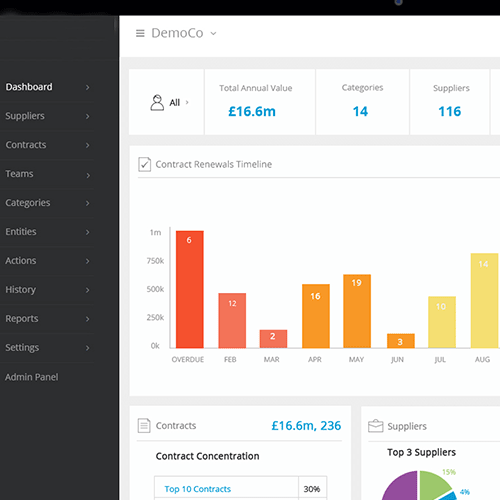 DemoCo
Dashboard
Suppliers
Contracts
Teams
Categories
Entities
Actions
History
Reports
Settings
Admin Panel
All
Total Annual Value
£16.6m
Categories
14
Suppliers
116
Contract Renewals Timeline
1m
750k
500k
250k
0k
6
12
2
16
19
3
10
14
OVERDUE FEB MAR APR MAY JUN JUL AUG
Contracts £16.6m, 236
Contract Concentration
Top 10 Contracts 30%
Suppliers
Top 3 Suppliers
15%
4%